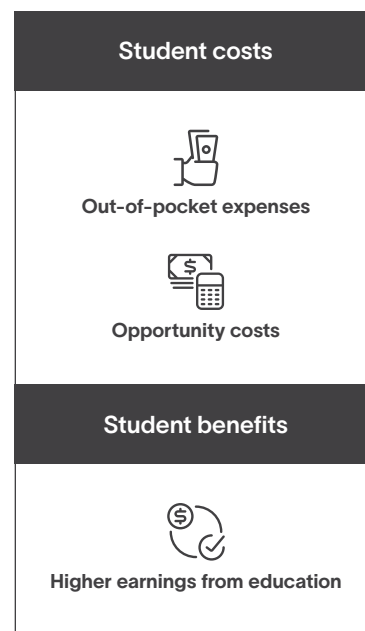 Student costs
Out-of-pocket expenses
$
Opportunity costs
Student benefits
$
Higher earnings from education